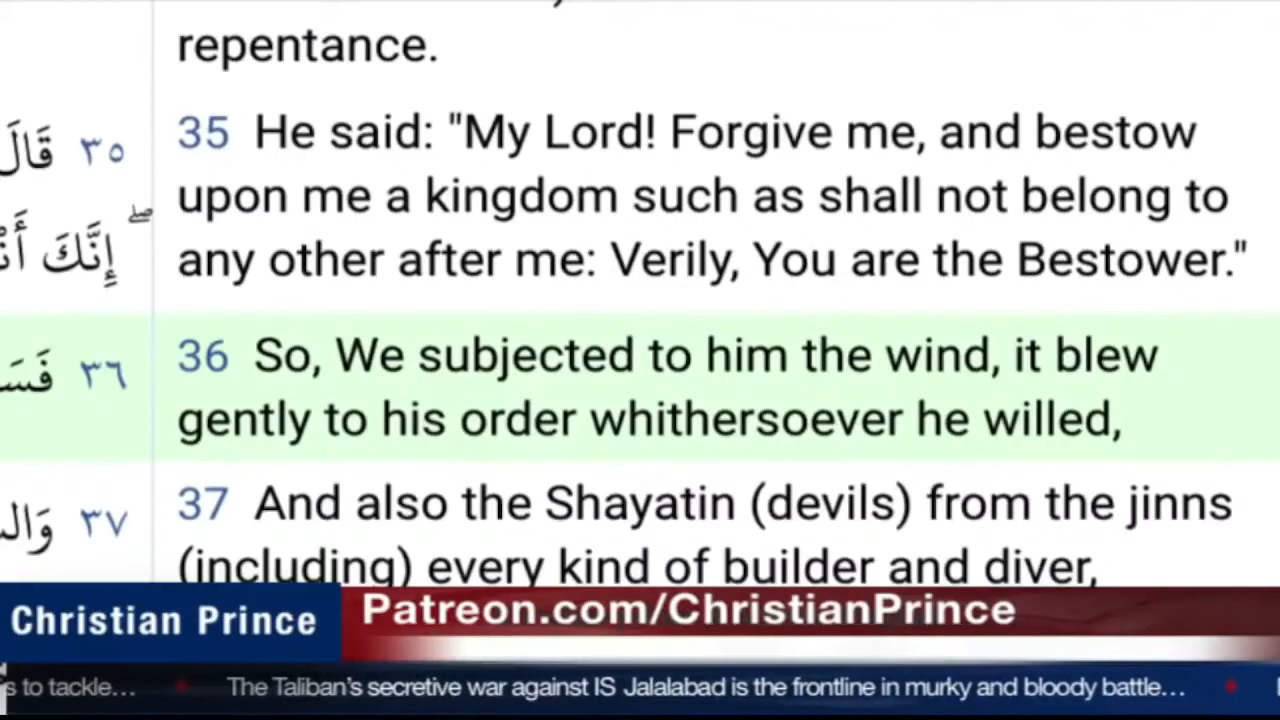 repentance.
قَالَ ٣٥
35 He said: "My Lord! Forgive me, and bestow
upon me a kingdom such as shall not belong to
إِنَّكَ
any other after me: Verily, You are the Bestower."
٣٦
36 So, We subjected to him the wind, it blew
gently to his order whithersoever he willed,
٣٧
37 And also the Shayatin (devils) from the jinns
(including) every kind of builder and diver,
Christian Prince
Patreon.com/ChristianPrince
s to tackle... The Taliban's secretive war against IS Jalalabad is the frontline in murky and bloody battle...